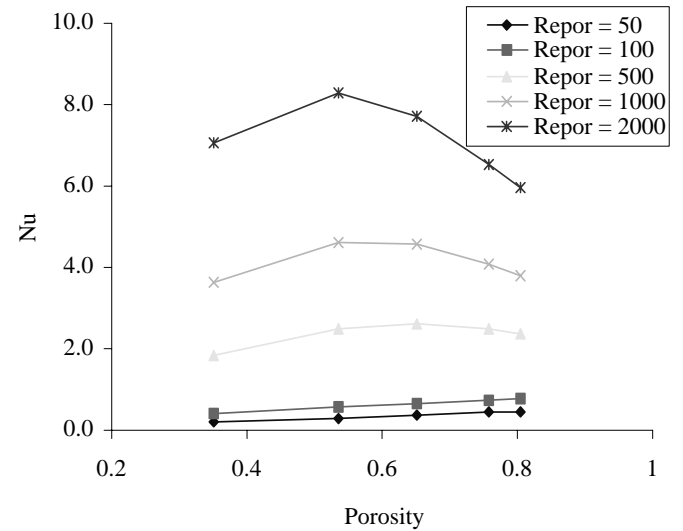 10.0
8.0
6.0
4.0
2.0
0.0
Nu
0.2 0.4 0.6 0.8 1
Porosity
Repor = 50
Repor = 100
Repor = 500
Repor = 1000
Repor = 2000